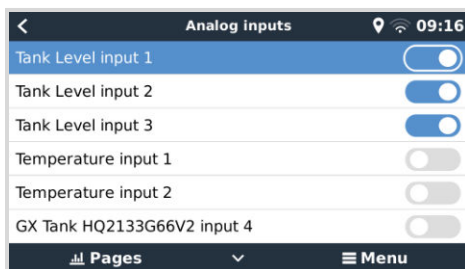 Analog inputs 09:16
Tank Level input 1
Tank Level input 2
Tank Level input 3
Temperature input 1
Temperature input 2
GX Tank HQ2133G66V2 input 4
Pages Menu